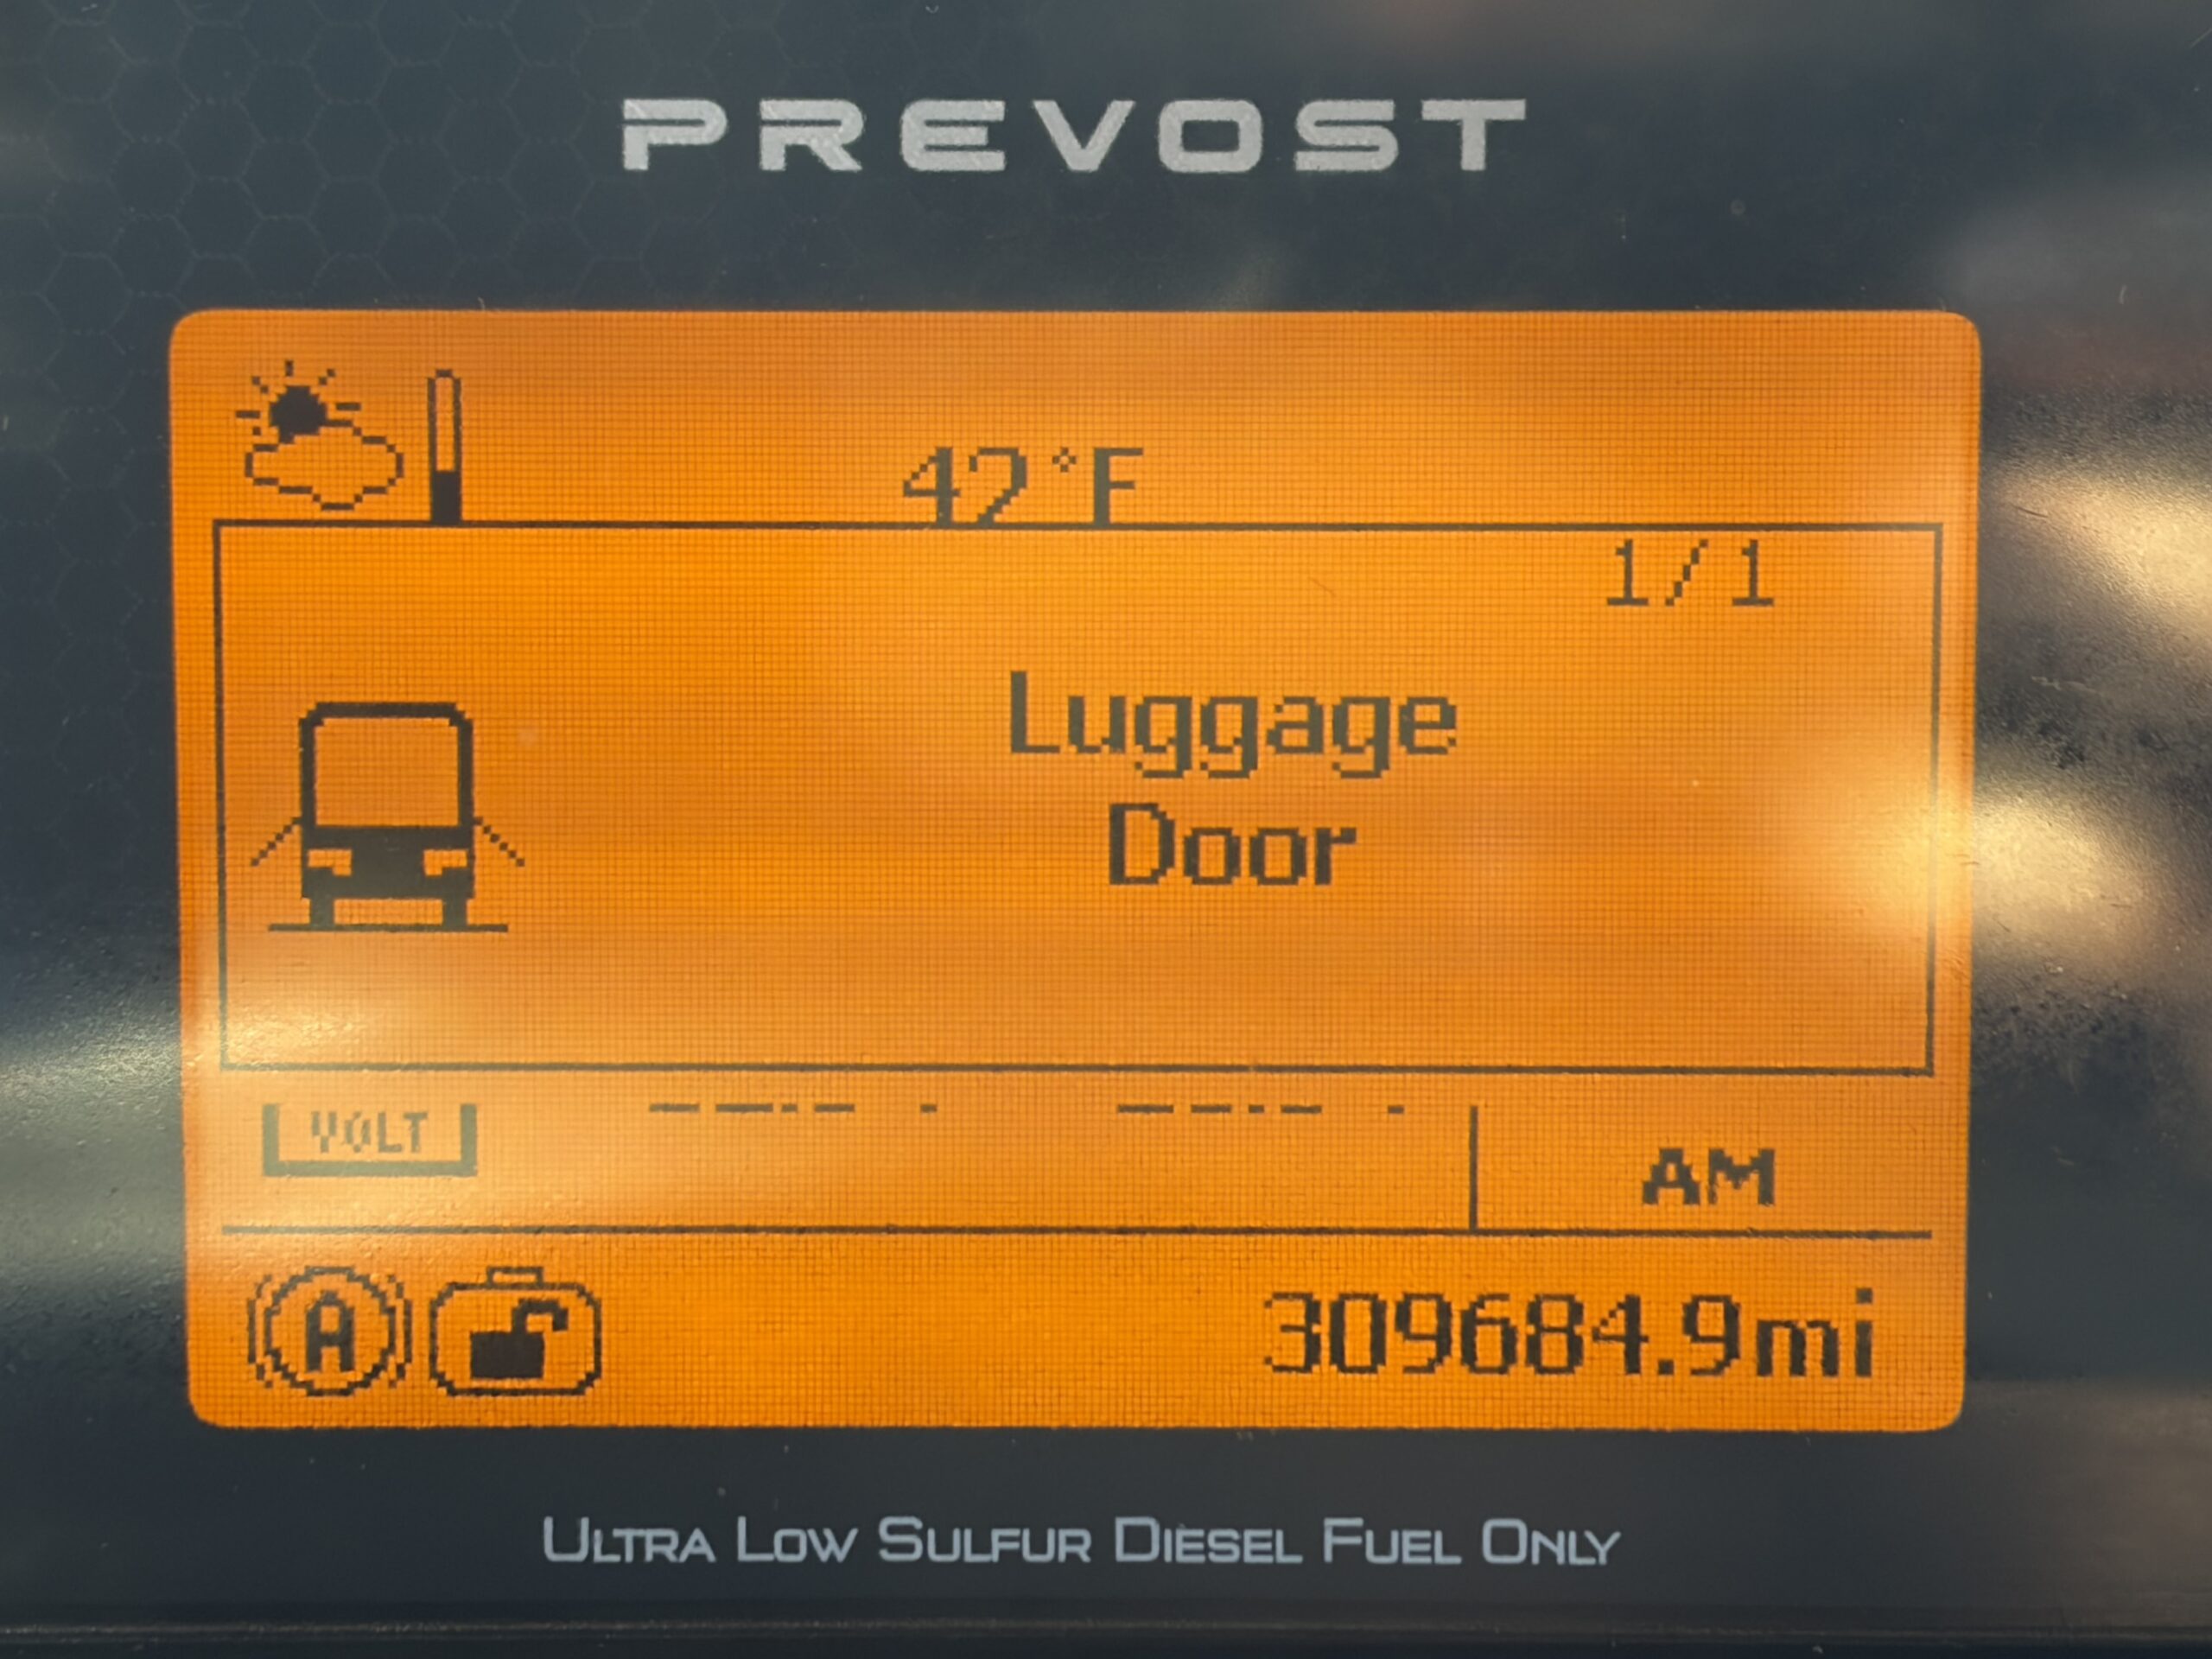 PREVOST
42°F
1/1
Luggage
Door
VOLT
AM
A
309684.9mi
ULTRA LOW SULFUR DIESEL FUEL ONLY